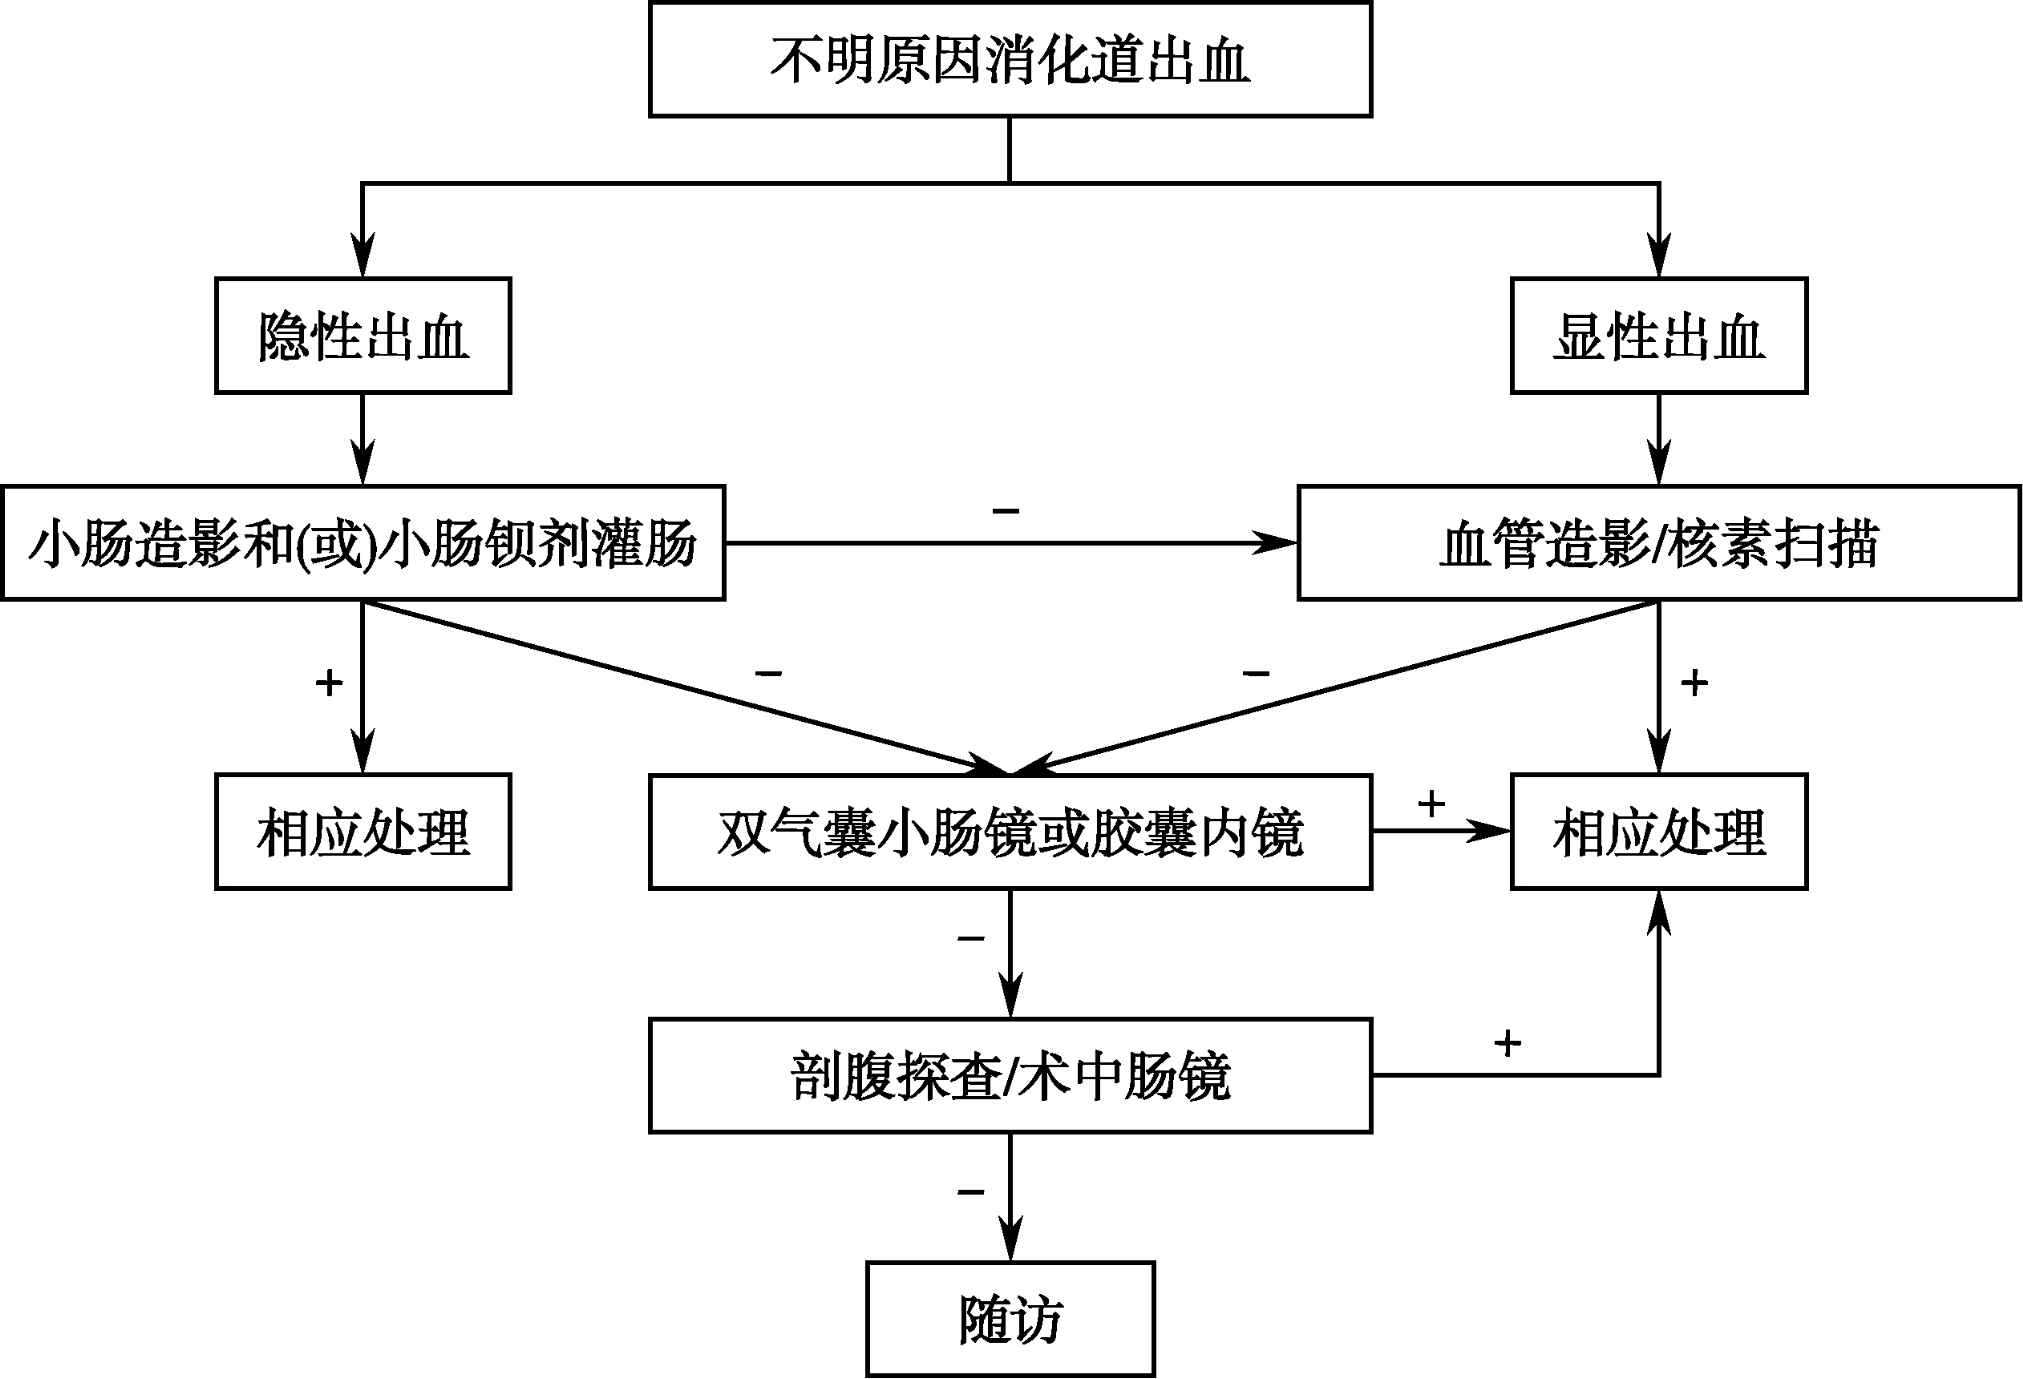 不明原因消化道出血
隐性出血
显性出血
小肠造影和(或)小肠钡剂灌肠
−
血管造影/核素扫描
+
−
−
+
相应处理
双气囊小肠镜或胶囊内镜
+
相应处理
−
剖腹探查/术中肠镜
+
−
随访